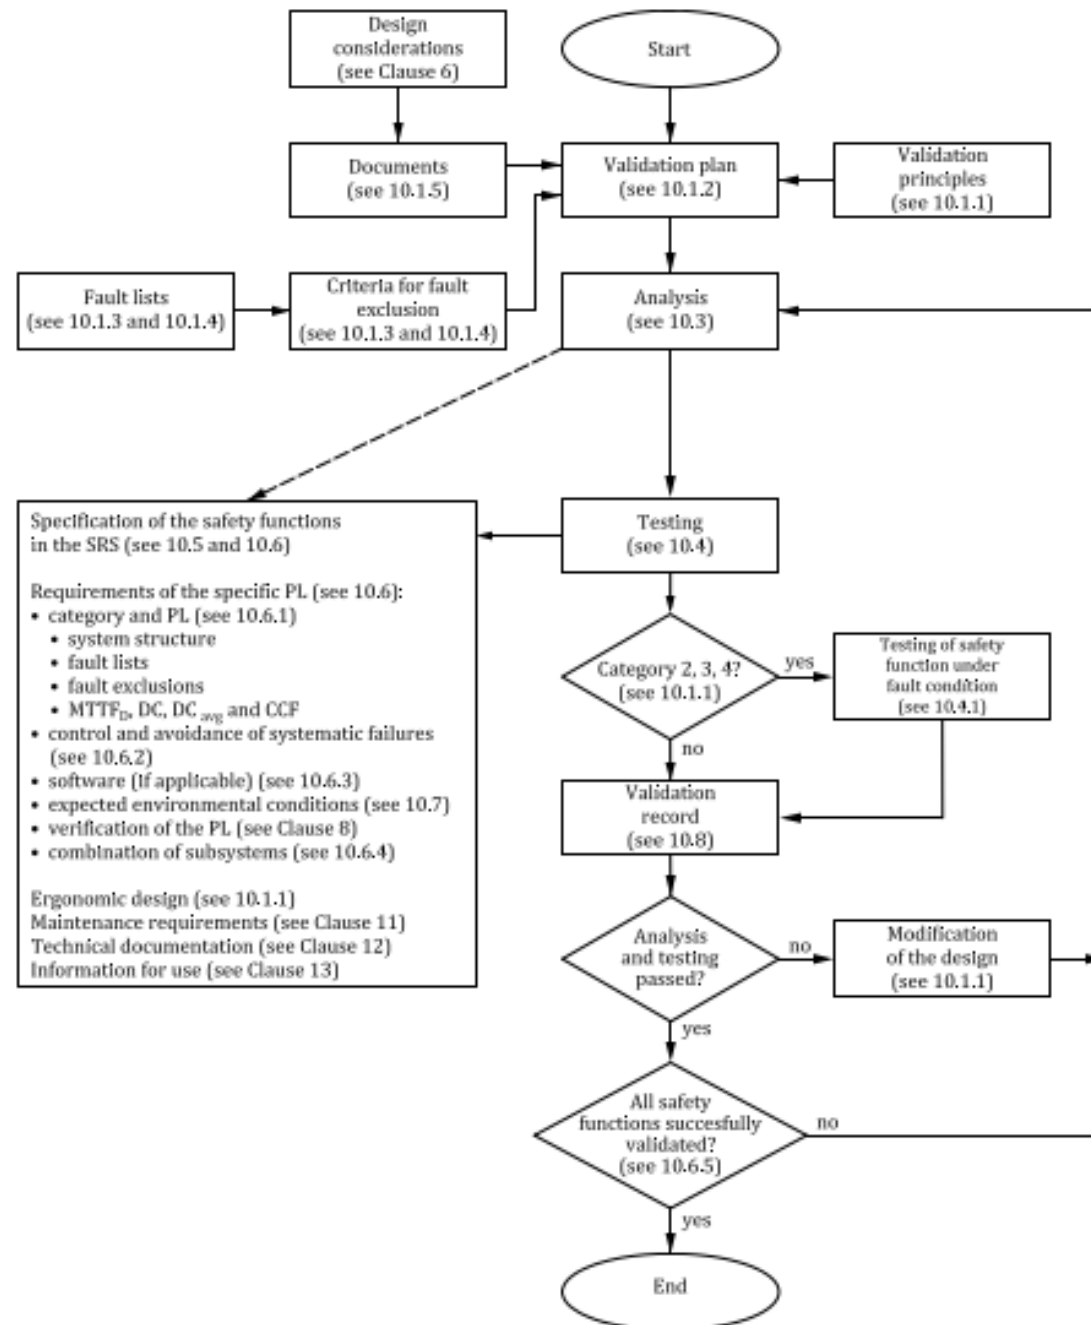 Design
considerations
(see Clause 6)
Start
Documents
(see 10.1.5)
Validation plan
(see 10.1.2)
Validation
principles
(see 10.1.1)
Fault lists
(see 10.1.3 and 10.1.4)
Criteria for fault
exclusion
(see 10.1.3 and 10.1.4)
Analysis
(see 10.3)
Specification of the safety functions
in the SRS (see 10.5 and 10.6)
Requirements of the specific PL (see 10.6):
• category and PL (see 10.6.1)
• system structure
• fault lists
• fault exclusions
• MTTFD, DC, DC avg and CCF
• control and avoidance of systematic failures
(see 10.6.2)
• software (if applicable) (see 10.6.3)
• expected environmental conditions (see 10.7)
• verification of the PL (see Clause 8)
• combination of subsystems (see 10.6.4)
Ergonomic design (see 10.1.1)
Maintenance requirements (see Clause 11)
Technical documentation (see Clause 12)
Information for use (see Clause 13)
Testing
(see 10.4)
Category 2, 3, 4?
(see 10.1.1)
yes
Testing of safety
function under
fault condition
(see 10.4.1)
no
Validation
record
(see 10.8)
Analysis
and testing
passed?
no
Modification
of the design
(see 10.1.1)
yes
All safety
functions succesfully
validated?
(see 10.6.5)
no
yes
End